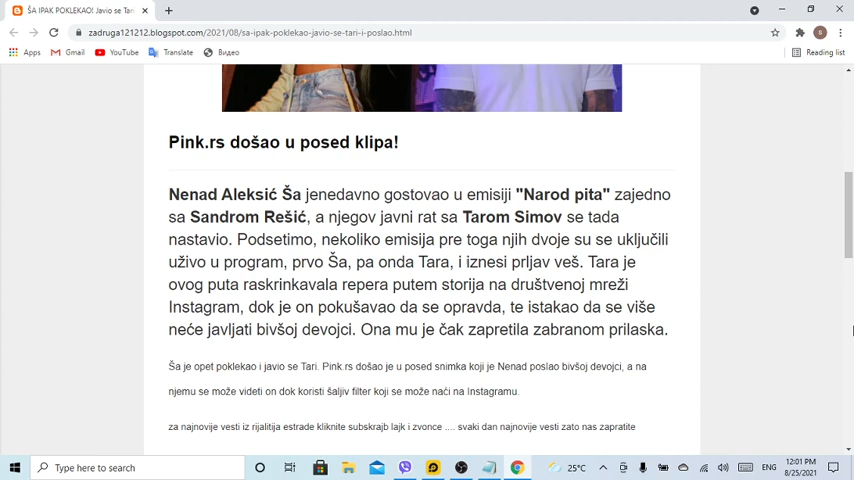 ŠA IPAK POKLEKAO! Javio se Tari
zadruga121212.blogspot.com/2021/08/sa-ipak-poklekao-javio-se-tari-i-poslao.html
Apps Gmail YouTube Translate Видео Reading list
Pink.rs došao u posed klipa!
Nenad Aleksić Ša jenedavno gostovao u emisiji "Narod pita" zajedno
sa Sandrom Rešić, a njegov javni rat sa Tarom Simov se tada
nastavio. Podsetimo, nekoliko emisija pre toga njih dvoje su se uključili
uživo u program, prvo Ša, pa onda Tara, i iznesi prljav veš. Tara je
ovog puta raskrinkavala repera putem storija na društvenoj mreži
Instagram, dok je on pokušavao da se opravda, te istakao da se više
neće javljati bivšoj devojci. Ona mu je čak zapretila zabranom prilaska.
Ša je opet poklekao i javio se Tari. Pink.rs došao je u posed snimka koji je Nenad poslao bivšoj devojci, a na
njemu se može videti on dok koristi šaljiv filter koji se može naći na Instagramu.
za najnovije vesti iz rijalitija estrade kliknite subskrajb lajk i zvonce .... svaki dan najnovije vesti zato nas zapratite
Type here to search
25°C
ENG
12:01 PM
8/25/2021